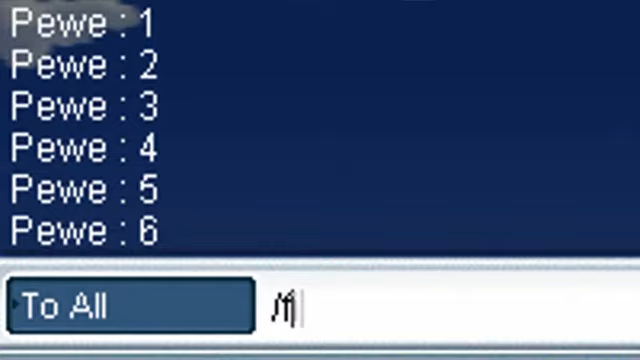 Pewe : 1
Pewe : 2
Pewe : 3
Pewe : 4
Pewe : 5
Pewe : 6
To All